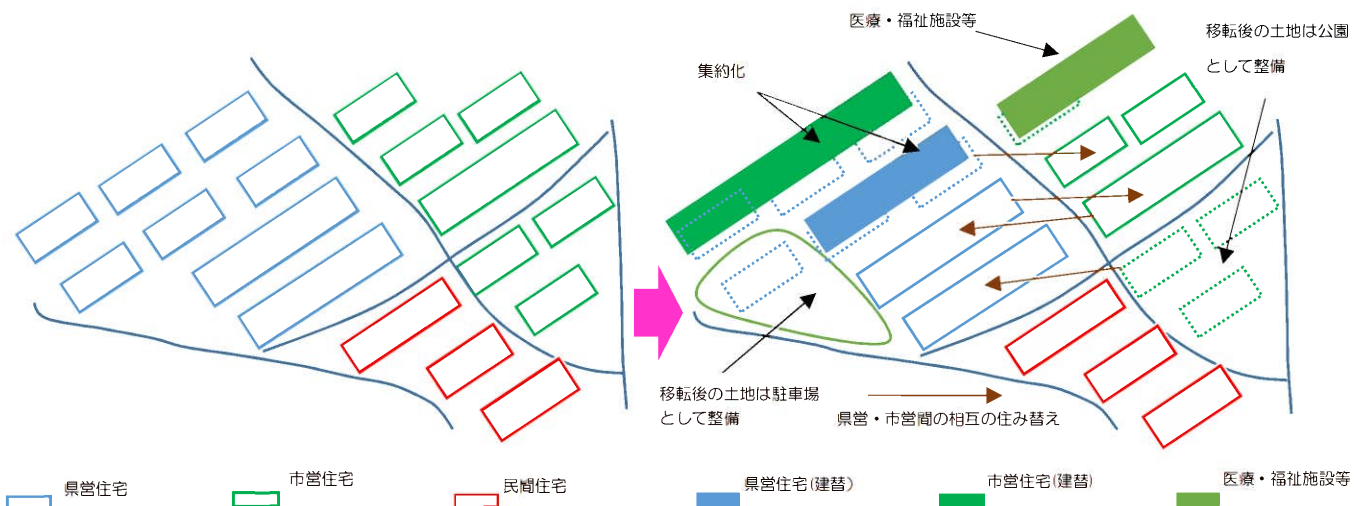 医療・福祉施設等
移転後の土地は公園
として整備
集約化
移転後の土地は駐車場
として整備
県営・市営間の相互の住み替え
県営住宅
市営住宅
民間住宅
県営住宅(建替)
市営住宅(建替)
医療・福祉施設等